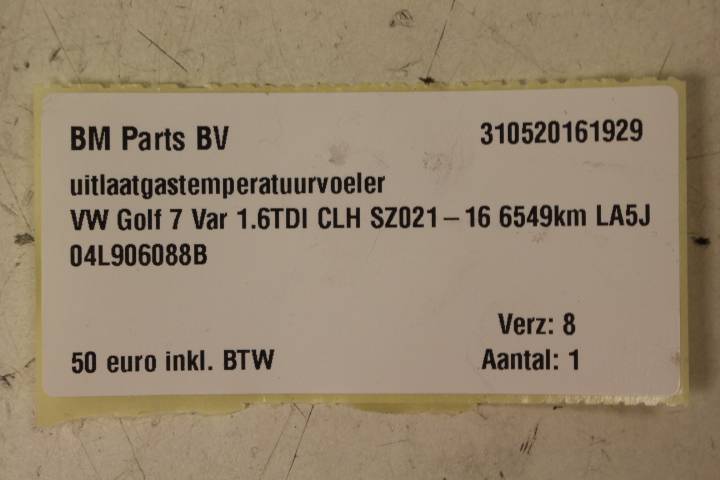 BM Parts BV 310520161929
uitlaatgastemperatuurvoeler
VW Golf 7 Var 1.6TDI CLH SZ021 – 16 6549km LA5J
04L906088B
Verz: 8
50 euro inkl. BTW Aantal: 1